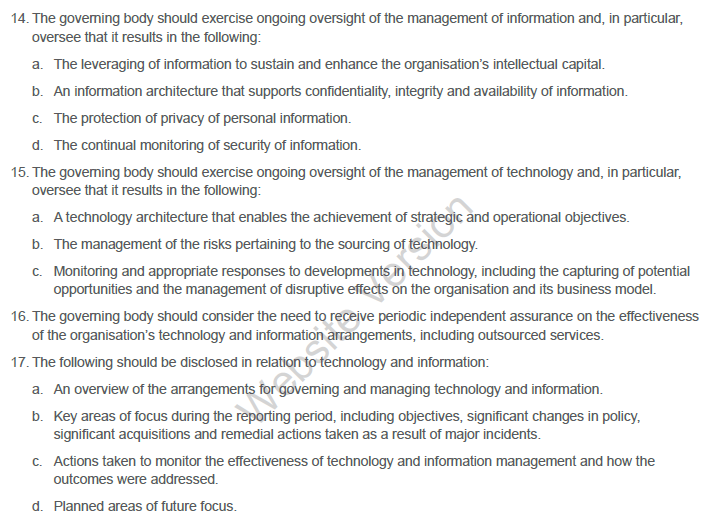 14. The governing body should exercise ongoing oversight of the management of information and, in particular,
oversee that it results in the following:
a. The leveraging of information to sustain and enhance the organisation's intellectual capital.
b. An information architecture that supports confidentiality, integrity and availability of information.
c. The protection of privacy of personal information.
d. The continual monitoring of security of information.
15. The governing body should exercise ongoing oversight of the management of technology and, in particular,
oversee that it results in the following:
a. A technology architecture that enables the achievement of strategic and operational objectives.
b. The management of the risks pertaining to the sourcing of technology.
c. Monitoring and appropriate responses to developments in technology, including the capturing of potential
opportunities and the management of disruptive effects on the organisation and its business model.
16. The governing body should consider the need to receive periodic independent assurance on the effectiveness
of the organisation's technology and information arrangements, including outsourced services.
17. The following should be disclosed in relation to technology and information:
a. An overview of the arrangements for governing and managing technology and information.
b. Key areas of focus during the reporting period, including objectives, significant changes in policy,
significant acquisitions and remedial actions taken as a result of major incidents.
c. Actions taken to monitor the effectiveness of technology and information management and how the
outcomes were addressed.
d. Planned areas of future focus.
Website Version